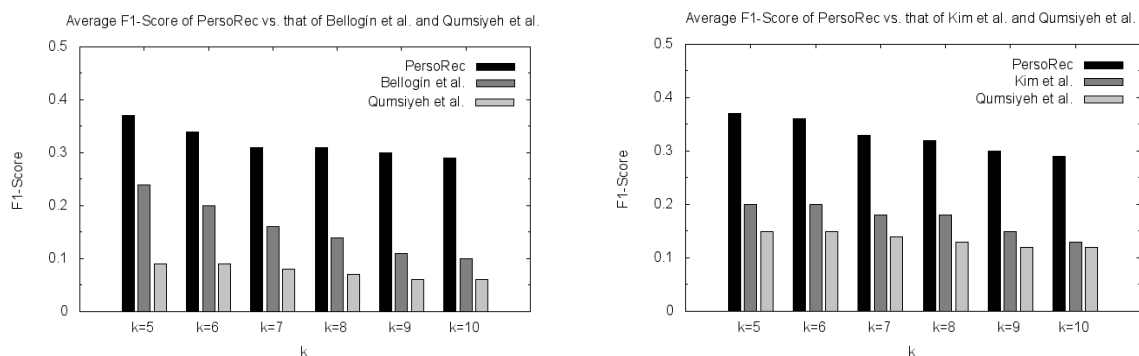 Average F1-Score of PersoRec vs. that of Bellogín et al. and Qumsiyeh et al.
0.5
0.4
0.3
0.2
0.1
0
F1-Score
PersoRec
Bellogín et al.
Qumsiyeh et al.
k=5 k=6 k=7 k=8 k=9 k=10
k
Average F1-Score of PersoRec vs. that of Kim et al. and Qumsiyeh et al.
0.5
0.4
0.3
0.2
0.1
0
F1-Score
PersoRec
Kim et al.
Qumsiyeh et al.
k=5 k=6 k=7 k=8 k=9 k=10
k